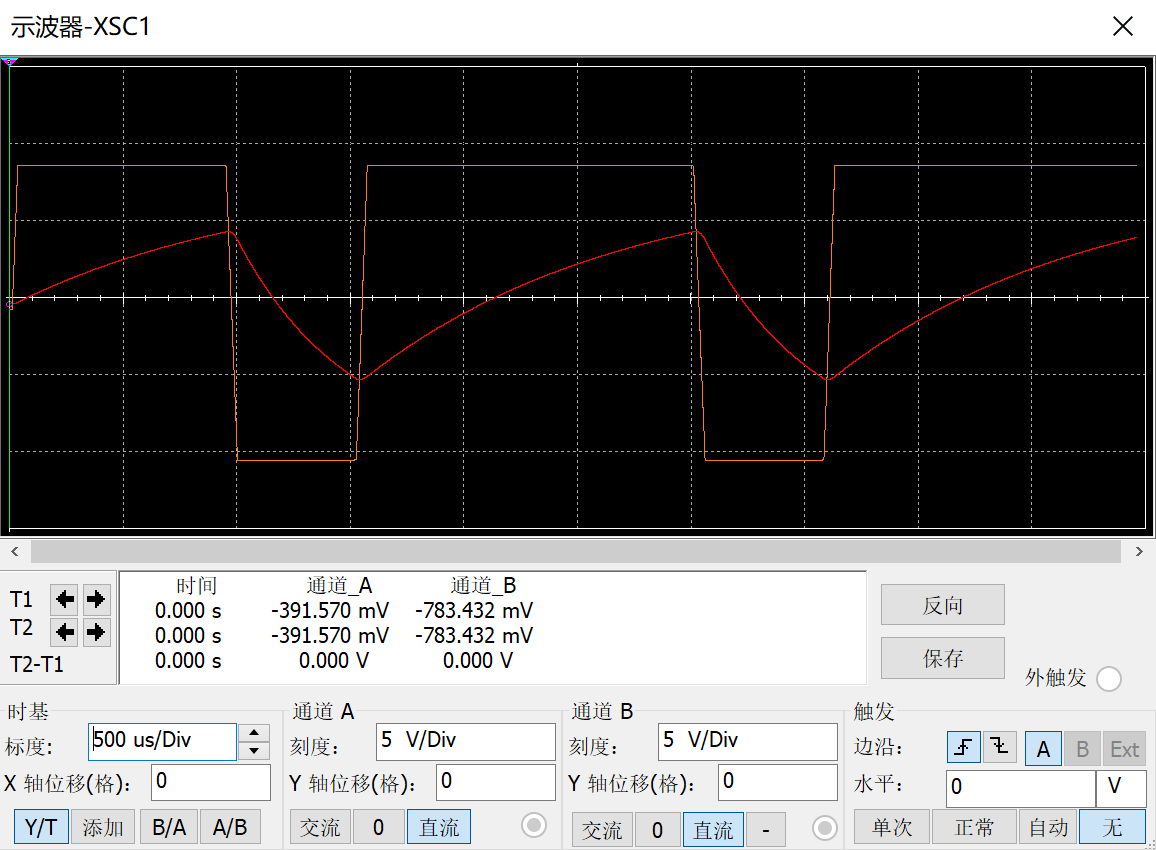 示波器-XSC1
时间 通道_A 通道_B
T1 0.000 s -391.570 mV -783.432 mV
T2 0.000 s -391.570 mV -783.432 mV
T2-T1 0.000 s 0.000 V 0.000 V
反向
保存
外触发
时基
标度: 500 us/Div
X 轴位移(格): 0
Y/T 添加 B/A A/B
通道 A
刻度: 5 V/Div
Y 轴位移(格): 0
交流 0 直流
通道 B
刻度: 5 V/Div
Y 轴位移(格): 0
交流 0 直流 -
触发
边沿: A B Ext
水平: 0 V
单次 正常 自动 无